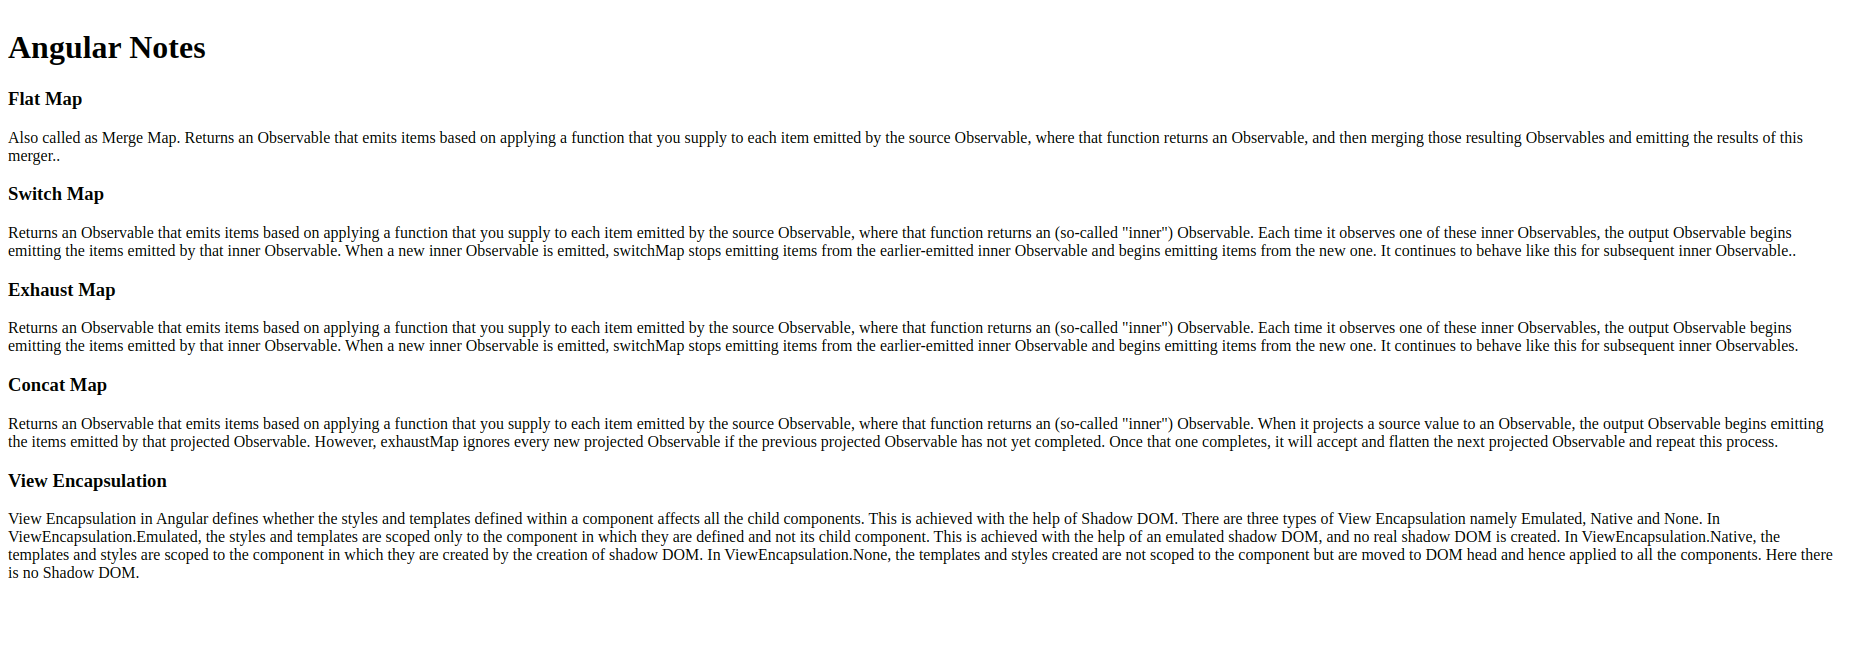 Angular Notes
Flat Map
Also called as Merge Map. Returns an Observable that emits items based on applying a function that you supply to each item emitted by the source Observable, where that function returns an Observable, and then merging those resulting Observables and emitting the results of this
merger..
Switch Map
Returns an Observable that emits items based on applying a function that you supply to each item emitted by the source Observable, where that function returns an (so-called "inner") Observable. Each time it observes one of these inner Observables, the output Observable begins
emitting the items emitted by that inner Observable. When a new inner Observable is emitted, switchMap stops emitting items from the earlier-emitted inner Observable and begins emitting items from the new one. It continues to behave like this for subsequent inner Observable..
Exhaust Map
Returns an Observable that emits items based on applying a function that you supply to each item emitted by the source Observable, where that function returns an (so-called "inner") Observable. Each time it observes one of these inner Observables, the output Observable begins
emitting the items emitted by that inner Observable. When a new inner Observable is emitted, switchMap stops emitting items from the earlier-emitted inner Observable and begins emitting items from the new one. It continues to behave like this for subsequent inner Observables.
Concat Map
Returns an Observable that emits items based on applying a function that you supply to each item emitted by the source Observable, where that function returns an (so-called "inner") Observable. When it projects a source value to an Observable, the output Observable begins emitting
the items emitted by that projected Observable. However, exhaustMap ignores every new projected Observable if the previous projected Observable has not yet completed. Once that one completes, it will accept and flatten the next projected Observable and repeat this process.
View Encapsulation
View Encapsulation in Angular defines whether the styles and templates defined within a component affects all the child components. This is achieved with the help of Shadow DOM. There are three types of View Encapsulation namely Emulated, Native and None. In
ViewEncapsulation.Emulated, the styles and templates are scoped only to the component in which they are defined and not its child component. This is achieved with the help of an emulated shadow DOM, and no real shadow DOM is created. In ViewEncapsulation.Native, the
templates and styles are scoped to the component in which they are created by the creation of shadow DOM. In ViewEncapsulation.None, the templates and styles created are not scoped to the component but are moved to DOM head and hence applied to all the components. Here there
is no Shadow DOM.